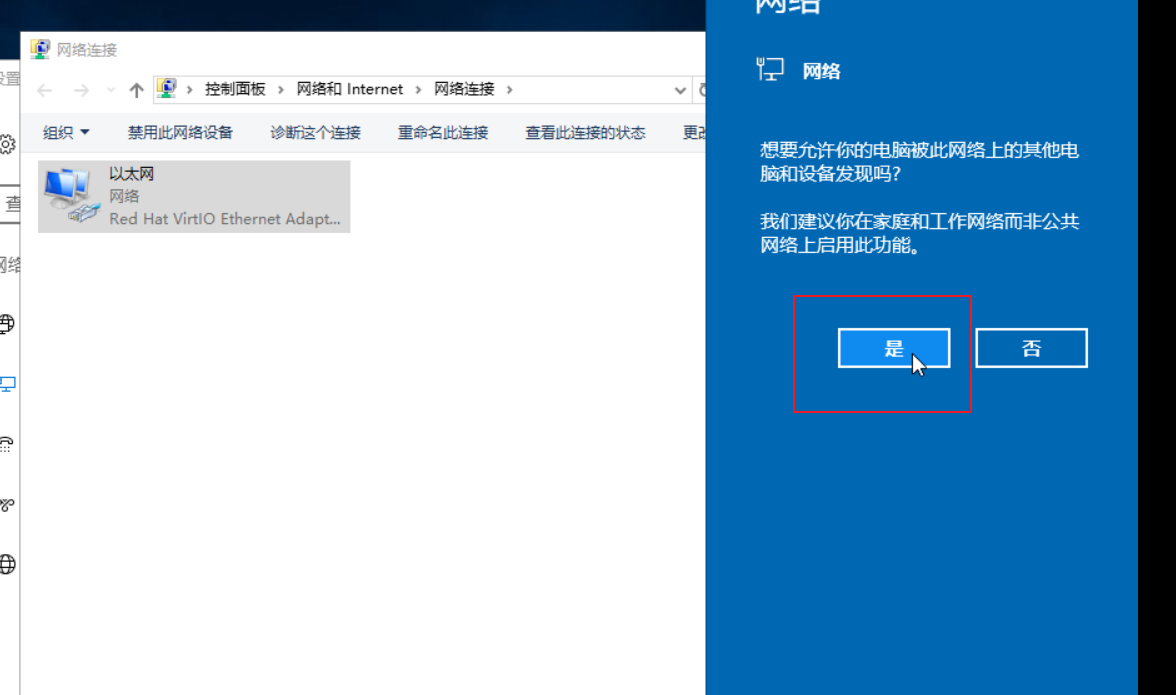 网络连接
控制面板 网络和 Internet 网络连接
组织 禁用此网络设备 诊断这个连接 重命名此连接 查看此连接的状态 更改
以太网
网络
Red Hat VirtIO Ethernet Adapt...
设置
查
网络
网络
网络
想要允许你的电脑被此网络上的其他电
脑和设备发现吗?
我们建议你在家庭和工作网络而非公共
网络上启用此功能。
是 否